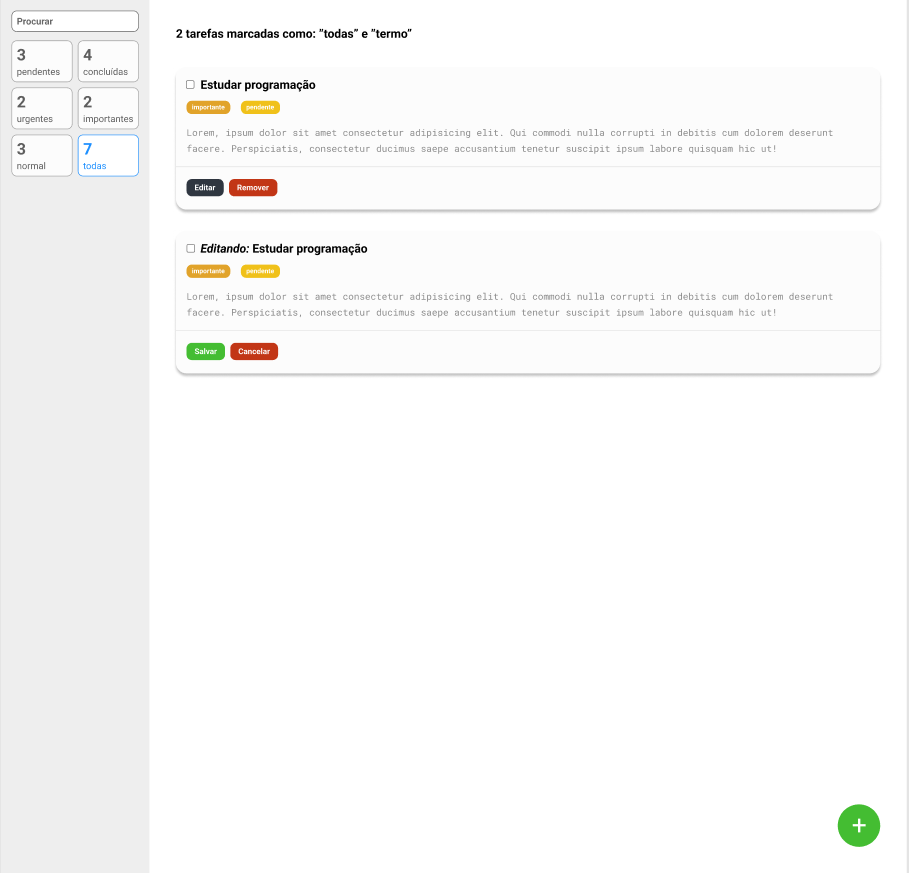 Procurar
3
pendentes
4
concluídas
2
urgentes
2
importantes
3
normal
7
todas
2 tarefas marcadas como: "todas" e "termo"
Estudar programação
importante
pendente
Lorem, ipsum dolor sit amet consectetur adipisicing elit. Qui commodi nulla corrupti in debitis cum dolorem deserunt
facere. Perspiciatis, consectetur ducimus saepe accusantium tenetur suscipit ipsum labore quisquam hic ut!
Editar
Remover
Editando: Estudar programação
importante
pendente
Lorem, ipsum dolor sit amet consectetur adipisicing elit. Qui commodi nulla corrupti in debitis cum dolorem deserunt
facere. Perspiciatis, consectetur ducimus saepe accusantium tenetur suscipit ipsum labore quisquam hic ut!
Salvar
Cancelar
+